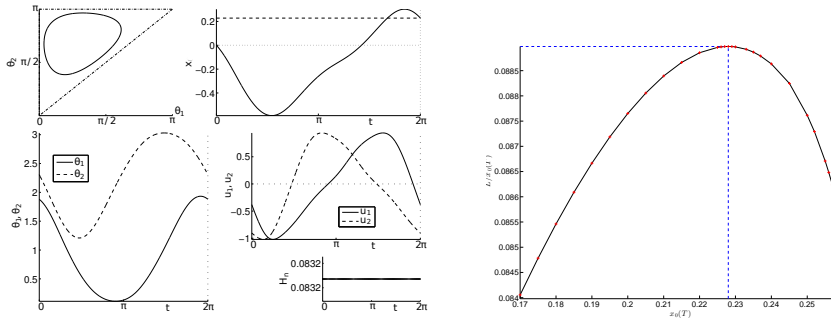 π
θ₂ π/2
0
0
π/2
π
θ₁
0.2
0
-0.2
-0.4
0
π
t
2π
3
2.5
2
1.5
1
0.5
θ₁, θ₂
θ₁
θ₂
0
π
t
2π
0.5
0
-0.5
-1
u₁, u₂
u₁
u₂
0
π
t
2π
0.0832
0.0832
Hₙ
0
π
t
2π
0.0885
0.088
0.0875
0.087
0.0865
0.086
0.0855
0.085
0.0845
0.084
0.17
0.18
0.19
0.2
0.21
0.22
0.23
0.24
0.25
x₀(T)